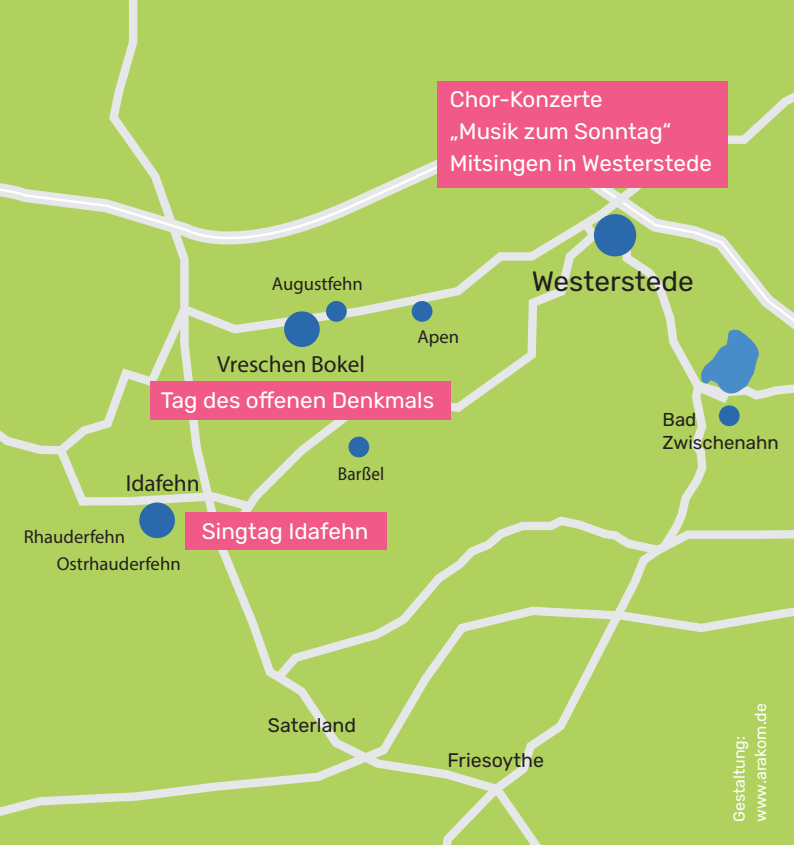 Chor-Konzerte
„Musik zum Sonntag“
Mitsingen in Westerstede
Westerstede
Augustfehn
Apen
Vreschen Bokel
Tag des offenen Denkmals
Bad
Zwischenahn
Barßel
Idafehn
Singtag Idafehn
Rhauderfehn
Ostrhauderfehn
Saterland
Friesoythe
Gestaltung:
www.arakom.de